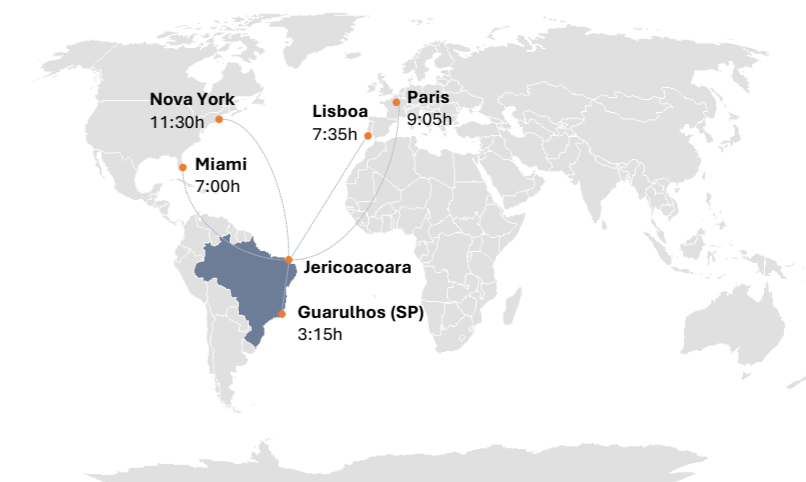 Nova York
11:30h
Lisboa
7:35h
Paris
9:05h
Miami
7:00h
Jericoacoara
Guarulhos (SP)
3:15h